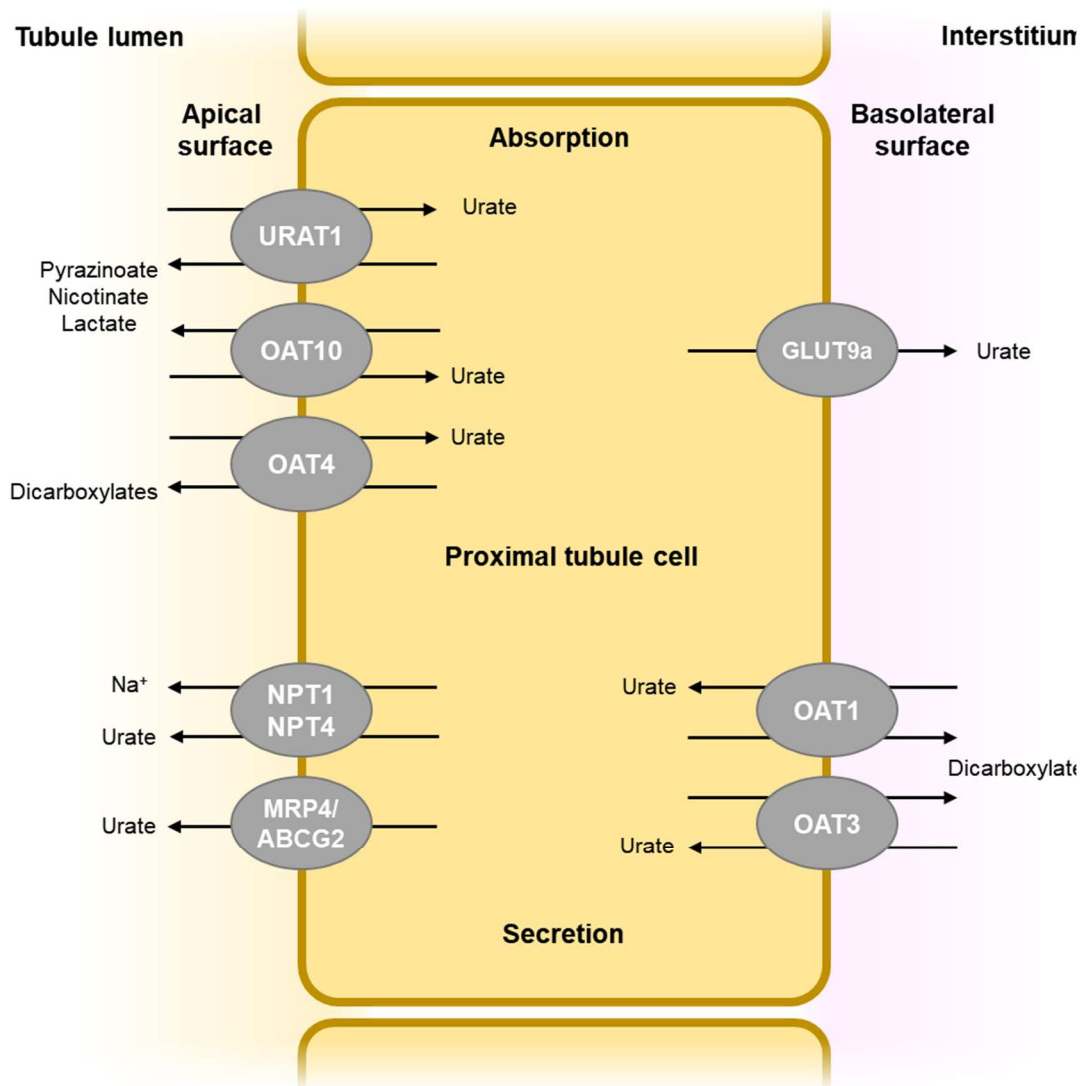 Tubule lumen
Interstitium
Apical
surface
Absorption
Basolateral
surface
URAT1
Urate
Pyrazinoate
Nicotinate
Lactate
OAT10
Urate
GLUT9a
Urate
OAT4
Urate
Dicarboxylates
Proximal tubule cell
Na⁺
NPT1
NPT4
Urate
Urate
OAT1
Dicarboxylate
MRP4/
ABCG2
Urate
OAT3
Urate
Secretion